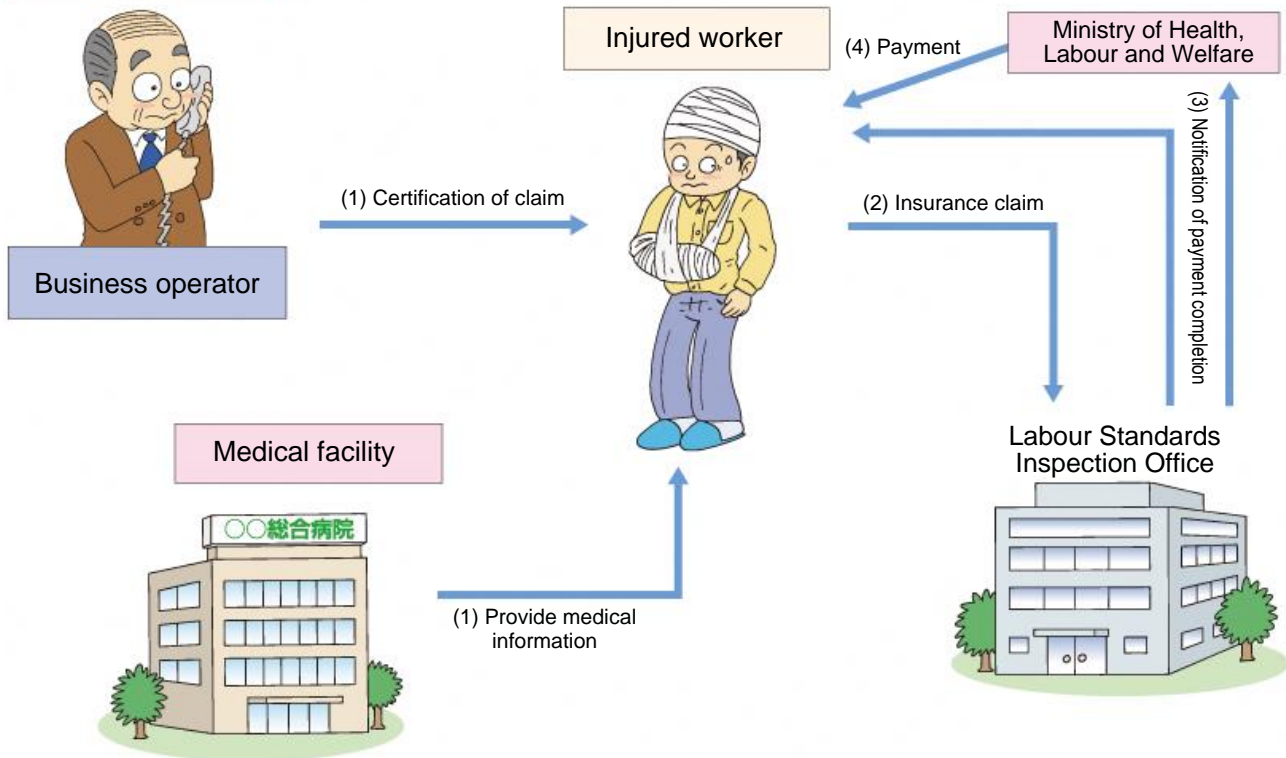 Injured worker
(4) Payment
Ministry of Health,
Labour and Welfare
(1) Certification of claim
(2) Insurance claim
(3) Notification of payment completion
Business operator
Medical facility
〇〇総合病院
(1) Provide medical
information
Labour Standards
Inspection Office